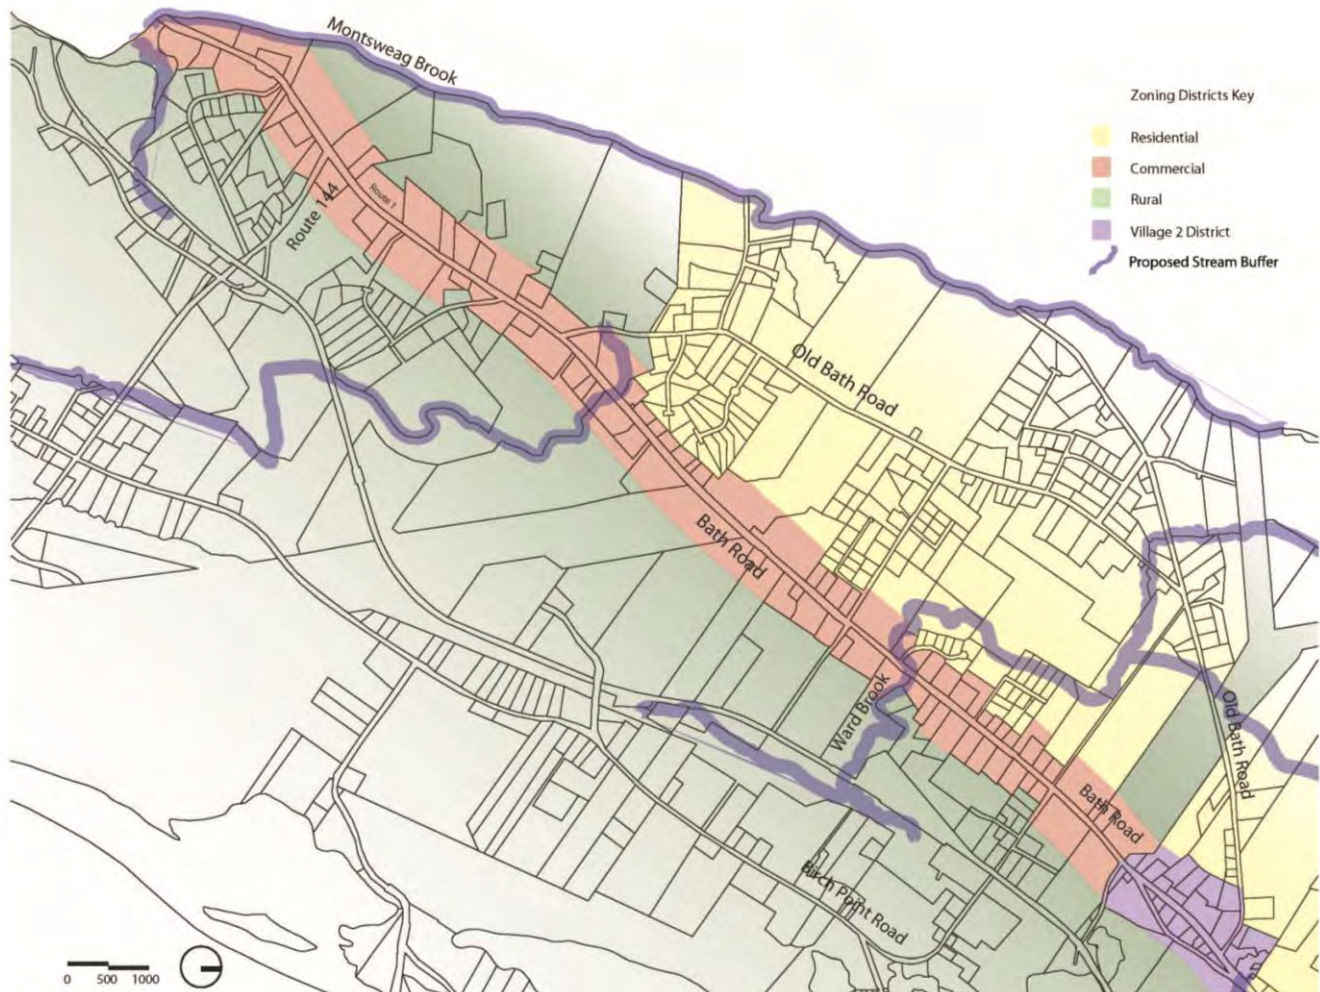 Montsweag Brook
Zoning Districts Key
Residential
Commercial
Rural
Village 2 District
Proposed Stream Buffer
Route 144
Route 1
Old Bath Road
Bath Road
Ward Brook
Old Bath Road
Bath Road
Birch Point Road
0 500 1000